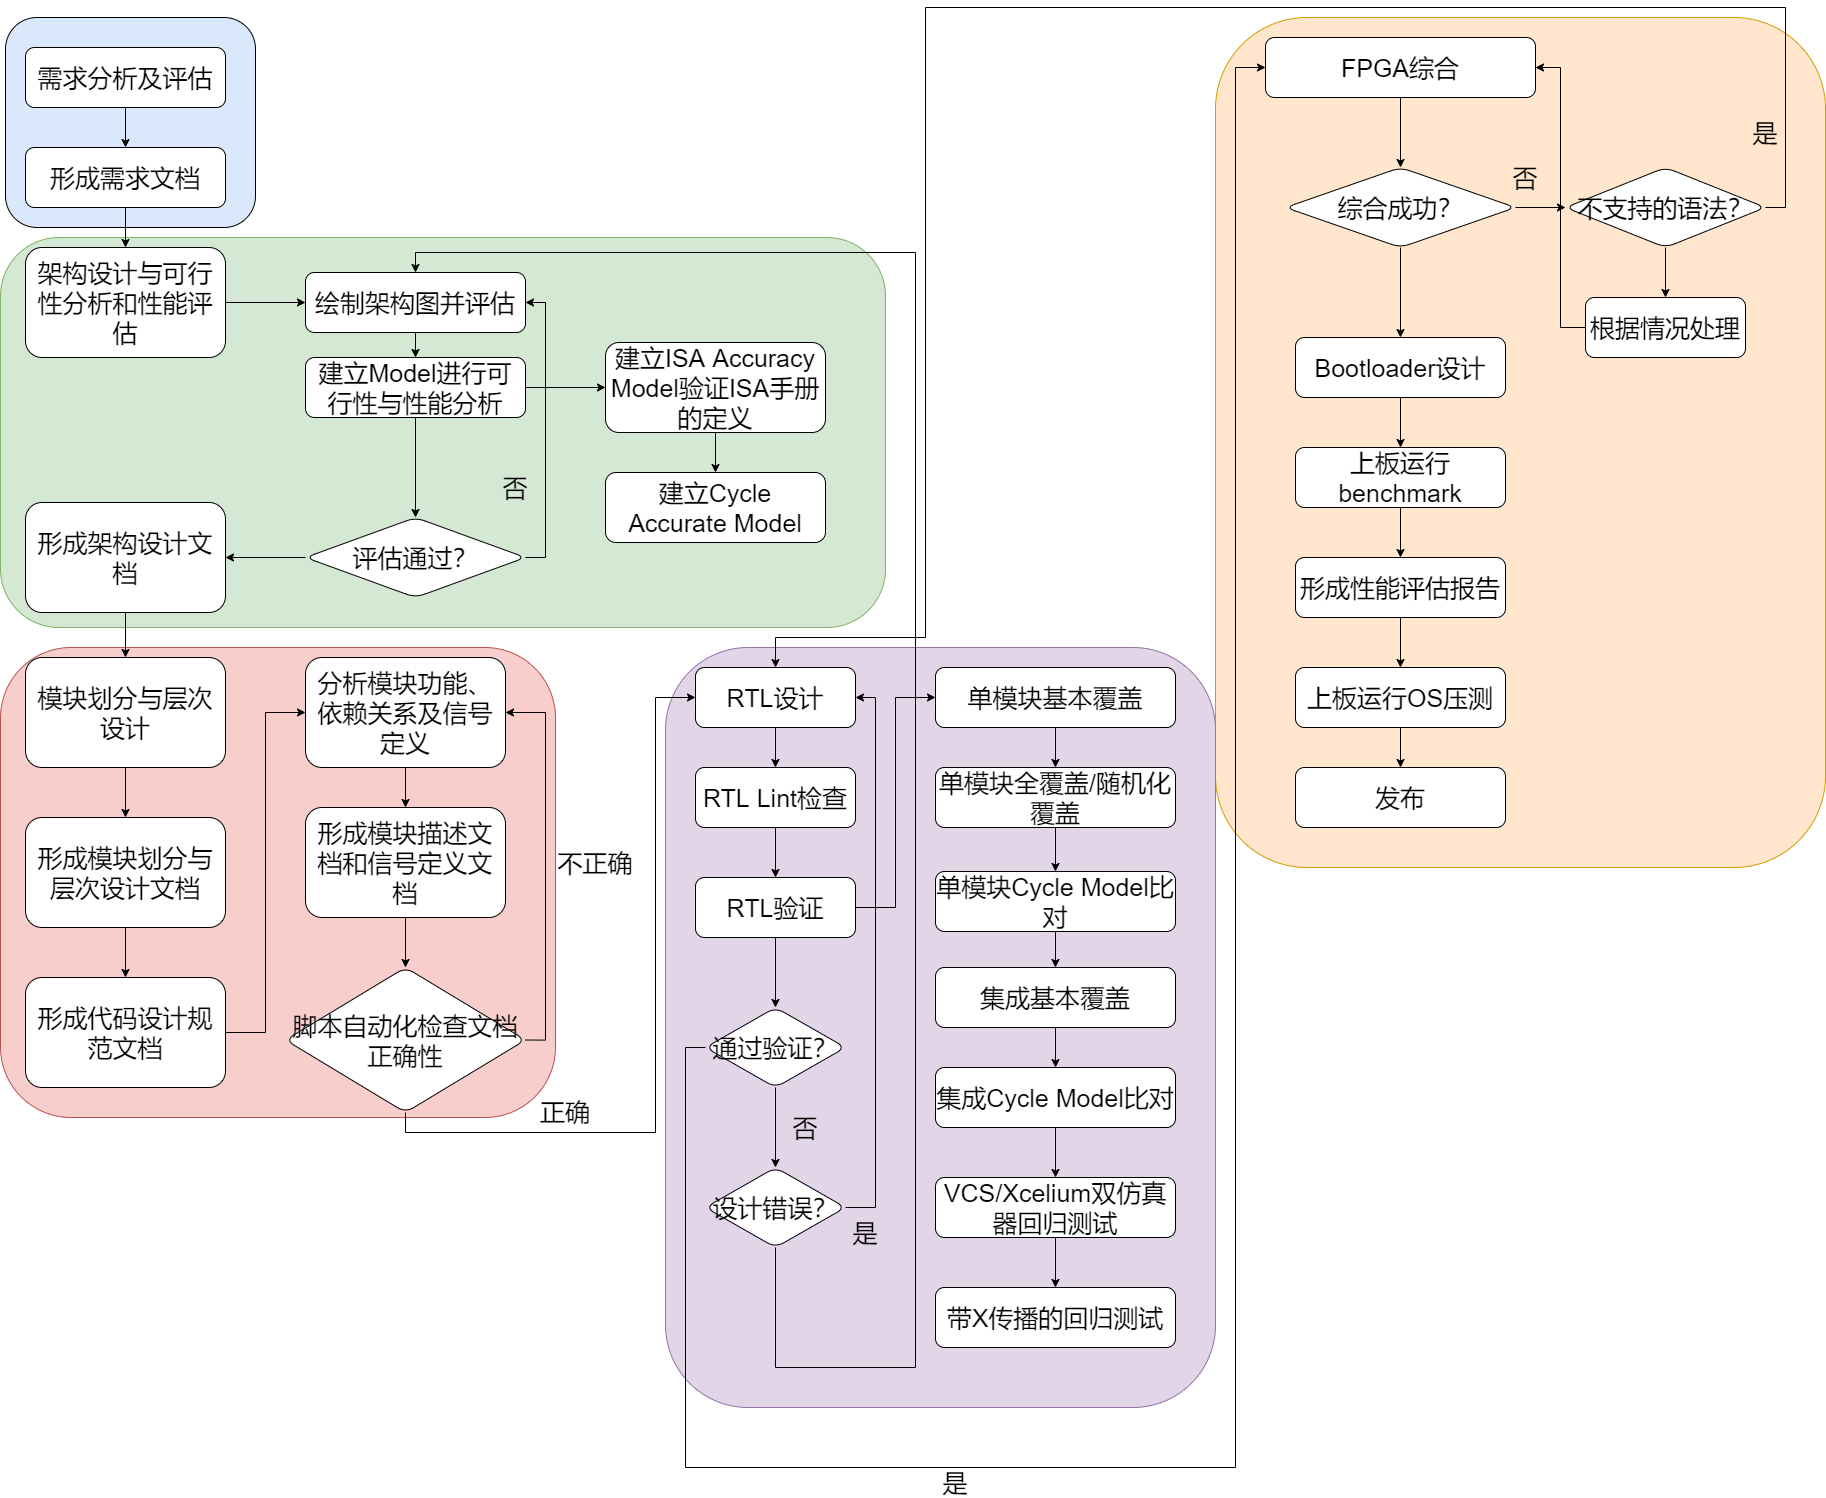 需求分析及评估
形成需求文档
架构设计与可行
性分析和性能评
估
绘制架构图并评估
建立Model进行可
行性与性能分析
建立ISA Accuracy
Model验证ISA手册
的定义
建立Cycle
Accurate Model
否
评估通过?
形成架构设计文
档
模块划分与层次
设计
形成模块划分与
层次设计文档
形成代码设计规
范文档
分析模块功能、
依赖关系及信号
定义
形成模块描述文
档和信号定义文
档
脚本自动化检查文档
正确性
不正确
正确
RTL设计
RTL Lint检查
RTL验证
通过验证?
否
设计错误?
是
单模块基本覆盖
单模块全覆盖/随机化
覆盖
单模块Cycle Model比
对
集成基本覆盖
集成Cycle Model比对
VCS/Xcelium双仿真
器回归测试
带X传播的回归测试
是
FPGA综合
综合成功?
否
不支持的语法?
是
根据情况处理
Bootloader设计
上板运行
benchmark
形成性能评估报告
上板运行OS压测
发布